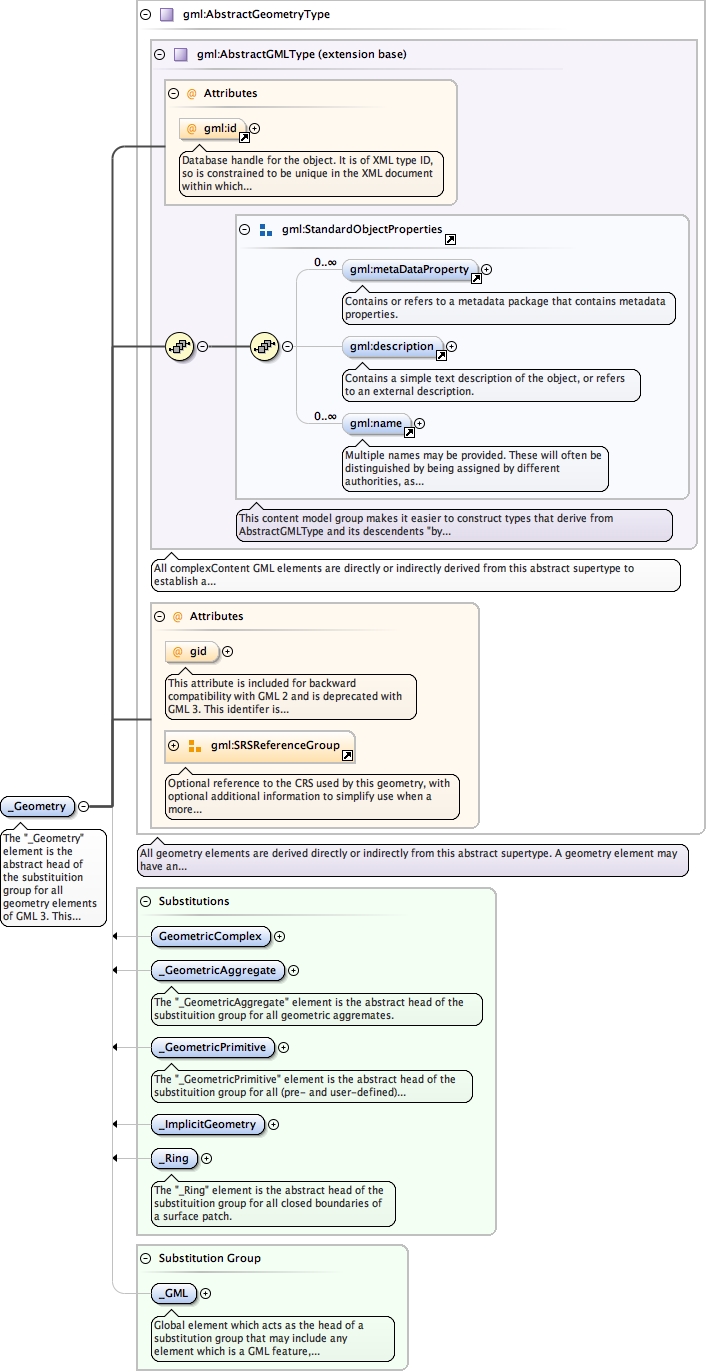 gml:AbstractGeometryType
gml:AbstractGMLType (extension base)
@ Attributes
@ gml:id
Database handle for the object. It is of XML type ID,
so is constrained to be unique in the XML document
within which...
gml:StandardObjectProperties
0..∞
gml:metaDataProperty
Contains or refers to a metadata package that contains metadata
properties.
gml:description
Contains a simple text description of the object, or refers
to an external description.
0..∞
gml:name
Multiple names may be provided. These will often be
distinguished by being assigned by different
authorities, as...
This content model group makes it easier to construct types that derive from
AbstractGMLType and its descendents "by...
All complexContent GML elements are directly or indirectly derived from this abstract supertype to
establish a...
@ Attributes
@ gid
This attribute is included for backward
compatibility with GML 2 and is deprecated with
GML 3. This identifer is...
gml:SRSReferenceGroup
Optional reference to the CRS used by this geometry, with
optional additional information to simplify use when a
more...
_Geometry
The "_Geometry"
element is the
abstract head of
the substituition
group for all
geometry elements
of GML 3. This...
All geometry elements are derived directly or indirectly from this abstract supertype. A geometry element may
have an...
Substitutions
GeometricComplex
_GeometricAggregate
The "_GeometricAggregate" element is the abstract head of the
substituition group for all geometric aggremates.
_GeometricPrimitive
The "_GeometricPrimitive" element is the abstract head of the
substituition group for all (pre- and user-defined)...
_ImplicitGeometry
_Ring
The "_Ring" element is the abstract head of the
substituition group for all closed boundaries of
a surface patch.
Substitution Group
_GML
Global element which acts as the head of a
substitution group that may include any
element which is a GML feature,...